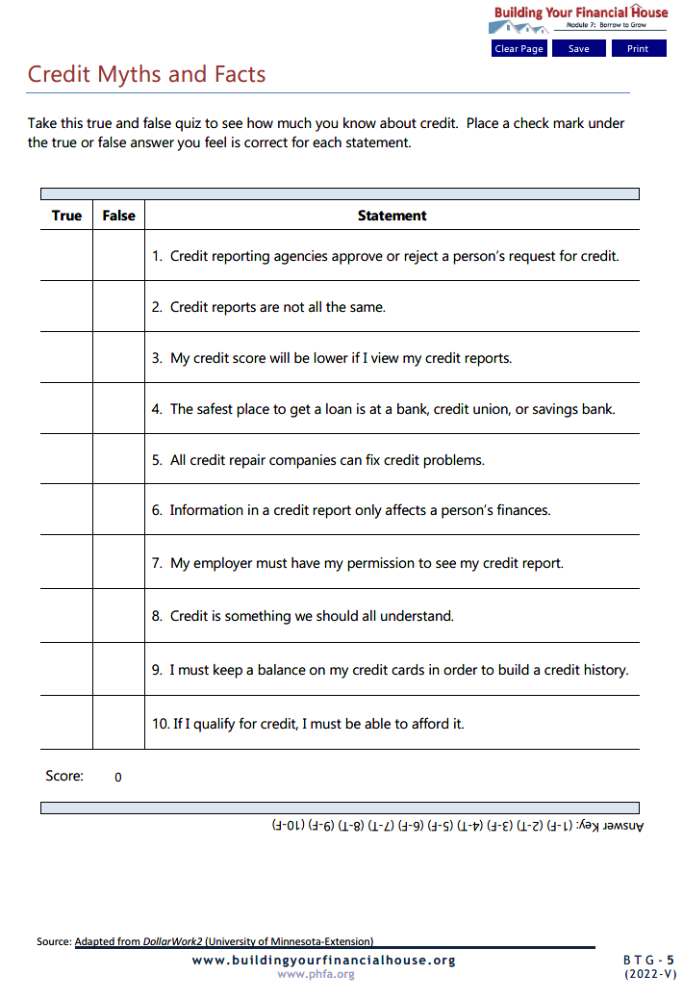 Building Your Financial House
Module 7: Borrow to Grow
Clear Page Save Print
Credit Myths and Facts
Take this true and false quiz to see how much you know about credit. Place a check mark under
the true or false answer you feel is correct for each statement.
True False Statement
1. Credit reporting agencies approve or reject a person’s request for credit.
2. Credit reports are not all the same.
3. My credit score will be lower if I view my credit reports.
4. The safest place to get a loan is at a bank, credit union, or savings bank.
5. All credit repair companies can fix credit problems.
6. Information in a credit report only affects a person’s finances.
7. My employer must have my permission to see my credit report.
8. Credit is something we should all understand.
9. I must keep a balance on my credit cards in order to build a credit history.
10. If I qualify for credit, I must be able to afford it.
Score: 0
Answer Key: (1-F) (2-T) (3-F) (4-T) (5-F) (6-F) (7-T) (8-T) (9-F) (10-F)
Source: Adapted from DollarWork2 (University of Minnesota-Extension)
www.buildingyourfinancialhouse.org BTG-5
www.phfa.org (2022-V)